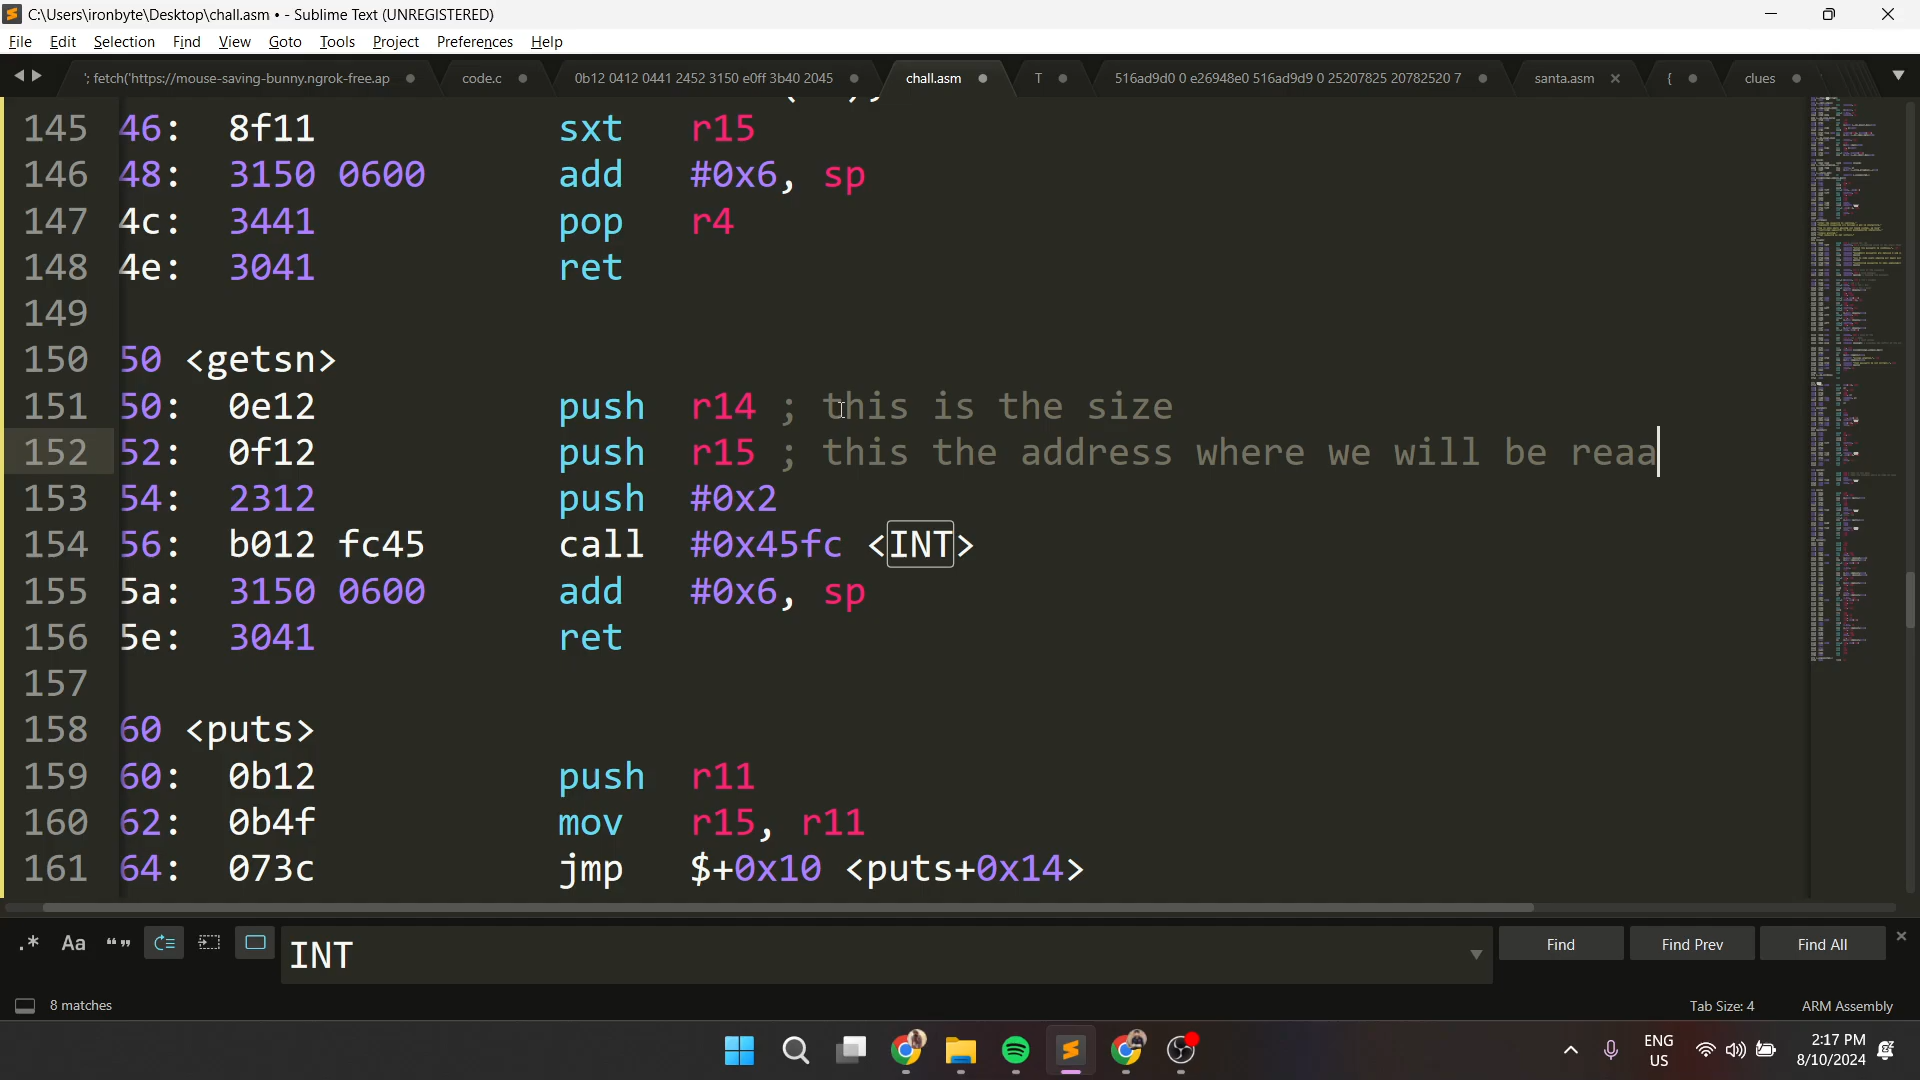 C:\Users\ironbyte\Desktop\chall.asm • - Sublime Text (UNREGISTERED)
File Edit Selection Find View Goto Tools Project Preferences Help
'; fetch('https://mouse-saving-bunny.ngrok-free.ap code.c 0b12 0412 0441 2452 3150 e0ff 3b40 2045 chall.asm T 516ad9d0 0 e26948e0 516ad9d9 0 25207825 20782520 7 santa.asm { clues
145 46: 8f11 sxt r15
146 48: 3150 0600 add #0x6, sp
147 4c: 3441 pop r4
148 4e: 3041 ret
149
150 50 <getsn>
151 50: 0e12 push r14 ; this is the size
152 52: 0f12 push r15 ; this the address where we will be reaa
153 54: 2312 push #0x2
154 56: b012 fc45 call #0x45fc <INT>
155 5a: 3150 0600 add #0x6, sp
156 5e: 3041 ret
157
158 60 <puts>
159 60: 0b12 push r11
160 62: 0b4f mov r15, r11
161 64: 073c jmp $+0x10 <puts+0x14>
.* Aa “” INT Find Find Prev Find All
8 matches Tab Size: 4 ARM Assembly
ENG
US
2:17 PM
8/10/2024